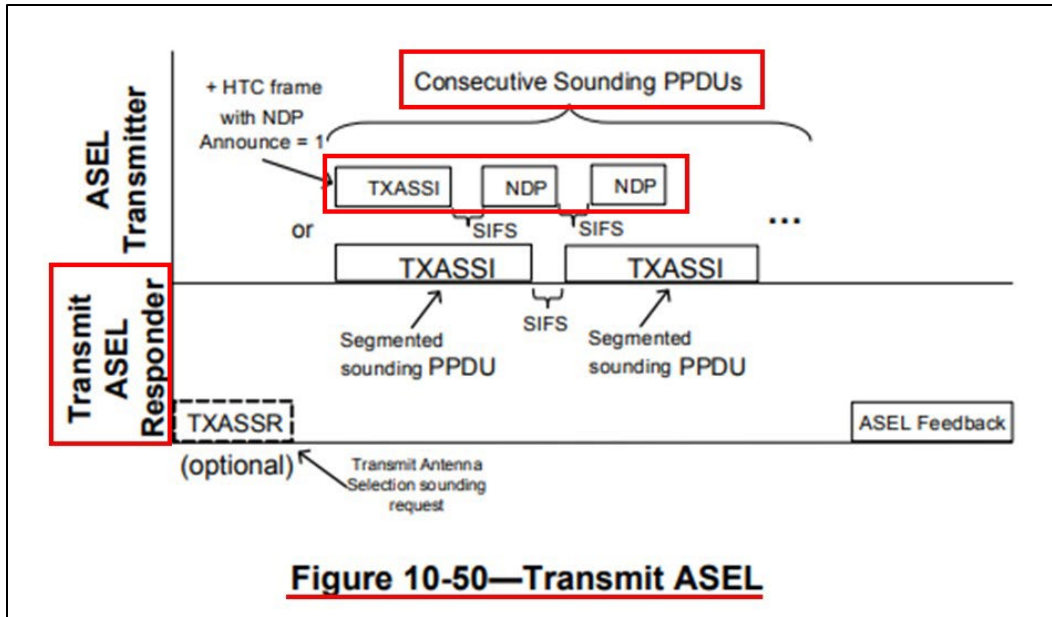 Consecutive Sounding PPDUs
+ HTC frame
with NDP
Announce = 1
ASEL
Transmitter
TXASSI
NDP
NDP
SIFS
SIFS
...
or
TXASSI
TXASSI
SIFS
Segmented
sounding PPDU
Segmented
sounding PPDU
Transmit
ASEL
Responder
TXASSR
ASEL Feedback
(optional)
Transmit Antenna
Selection sounding
request
Figure 10-50—Transmit ASEL